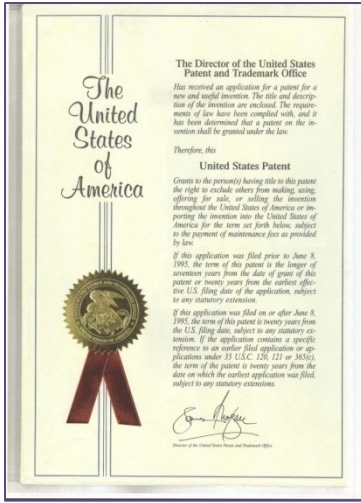 The
United
States
of
America
The Director of the United States
Patent and Trademark Office
Has received an application for a patent for a
new and useful invention. The title and descrip-
tion of the invention are enclosed. The require-
ments of law have been complied with, and it
has been determined that a patent on the in-
vention shall be granted under the law.
Therefore, this
United States Patent
Grants to the person(s) having title to this patent
the right to exclude others from making, using,
offering for sale, or selling the invention
throughout the United States of America or im-
porting the invention into the United States of
America for the term set forth below, subject
to the payment of maintenance fees as provided
by law.
If this application was filed prior to June 8,
1995, the term of this patent is the longer of
seventeen years from the date of grant of this
patent or twenty years from the earliest effec-
tive U.S. filing date of the application, subject
to any statutory extension.
If this application was filed on or after June 8,
1995, the term of this patent is twenty years from
the U.S. filing date, subject to any statutory ex-
tension. If the application contains a specific
reference to an earlier filed application or ap-
plications under 35 U.S.C. 120, 121 or 365(c),
the term of the patent is twenty years from the
date on which the earliest application was filed,
subject to any statutory extensions.
Director of the United States Patent and Trademark Office